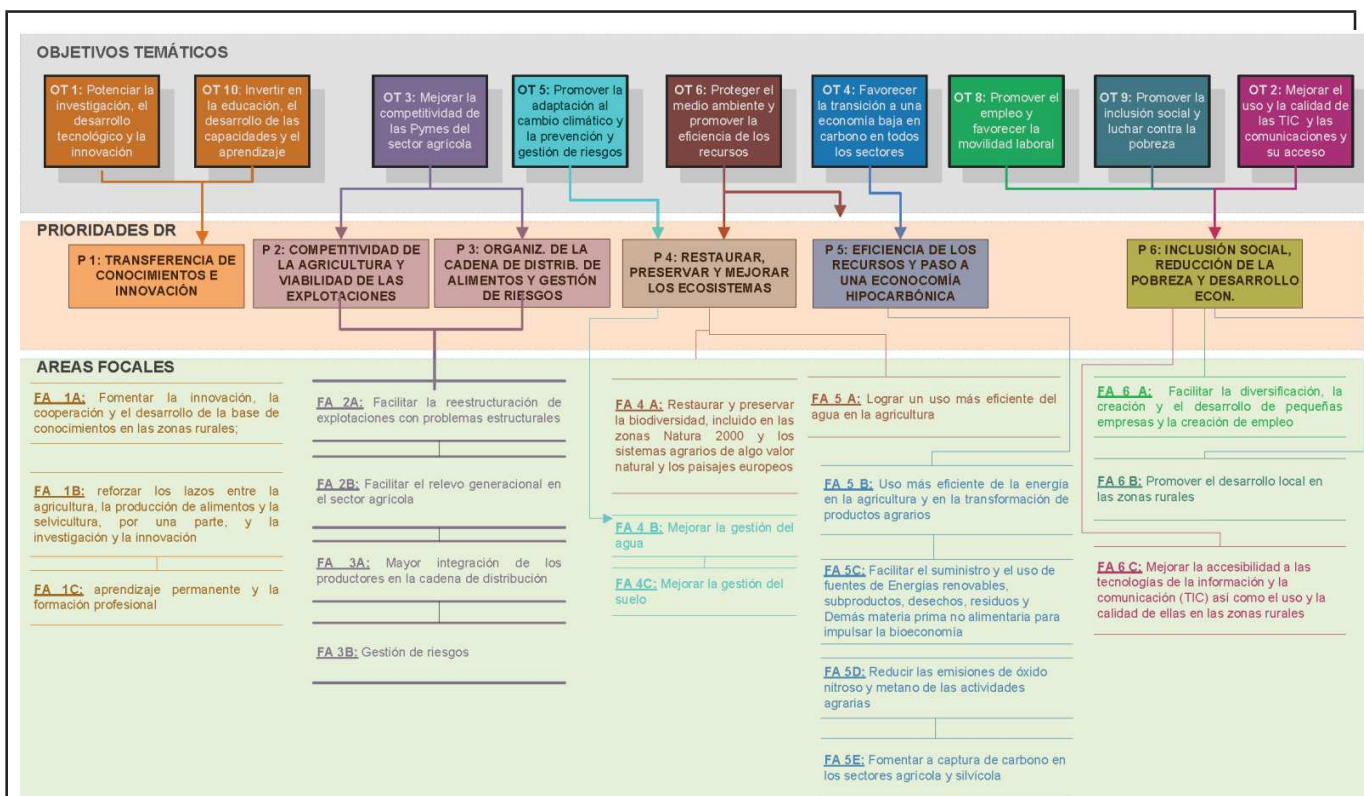 OBJETIVOS TEMÁTICOS
OT 1: Potenciar la
investigación, el
desarrollo
tecnológico y la
innovación
OT 10: Invertir en
la educación, el
desarrollo de las
capacidades y el
aprendizaje
OT 3: Mejorar la
competitividad de
las Pymes del
sector agrícola
OT 5: Promover la
adaptación al
cambio climático y
la prevención y
gestión de riesgos
OT 6: Proteger el
medio ambiente y
promover la
eficiencia de los
recursos
OT 4: Favorecer
la transición a una
economía baja en
carbono en todos
los sectores
OT 8: Promover el
empleo y
favorecer la
movilidad laboral
OT 9: Promover la
inclusión social y
luchar contra la
pobreza
OT 2: Mejorar el
uso y la calidad de
las TIC y las
comunicaciones y
su acceso
PRIORIDADES DR
P 1: TRANSFERENCIA DE
CONOCIMIENTOS E
INNOVACIÓN
P 2: COMPETITIVIDAD DE
LA AGRICULTURA Y
VIABILIDAD DE LAS
EXPLOTACIONES
P 3: ORGANIZ. DE LA
CADENA DE DISTRIB. DE
ALIMENTOS Y GESTIÓN
DE RIESGOS
P 4: RESTAURAR,
PRESERVAR Y MEJORAR
LOS ECOSISTEMAS
P 5: EFICIENCIA DE LOS
RECURSOS Y PASO A
UNA ECONOCOMÍA
HIPOCARBÓNICA
P 6: INCLUSIÓN SOCIAL,
REDUCCIÓN DE LA
POBREZA Y DESARROLLO
ECON.
AREAS FOCALES
FA 1A: Fomentar la innovación, la
cooperación y el desarrollo de la base de
conocimientos en las zonas rurales;
FA 1B: reforzar los lazos entre la
agricultura, la producción de alimentos y la
selvicultura, por una parte, y la
investigación y la innovación
FA 1C: aprendizaje permanente y la
formación profesional
FA 2A: Facilitar la reestructuración de
explotaciones con problemas estructurales
FA 2B: Facilitar el relevo generacional en
el sector agrícola
FA 3A: Mayor integración de los
productores en la cadena de distribución
FA 3B: Gestión de riesgos
FA 4 A: Restaurar y preservar
la biodiversidad, incluido en las
zonas Natura 2000 y los
sistemas agrarios de algo valor
natural y los paisajes europeos
FA 4 B: Mejorar la gestión del
agua
FA 4C: Mejorar la gestión del
suelo
FA 5 A: Lograr un uso más eficiente del
agua en la agricultura
FA 5 B: Uso más eficiente de la energía
en la agricultura y en la transformación de
productos agrarios
FA 5C: Facilitar el suministro y el uso de
fuentes de Energías renovables,
subproductos, desechos, residuos y
Demás materia prima no alimentaria para
impulsar la bioeconomía
FA 5D: Reducir las emisiones de óxido
nitroso y metano de las actividades
agrarias
FA 5E: Fomentar a captura de carbono en
los sectores agrícola y silvícola
FA 6 A: Facilitar la diversificación, la
creación y el desarrollo de pequeñas
empresas y la creación de empleo
FA 6 B: Promover el desarrollo local en
las zonas rurales
FA 6 C: Mejorar la accesibilidad a las
tecnologías de la información y la
comunicación (TIC) así como el uso y la
calidad de ellas en las zonas rurales